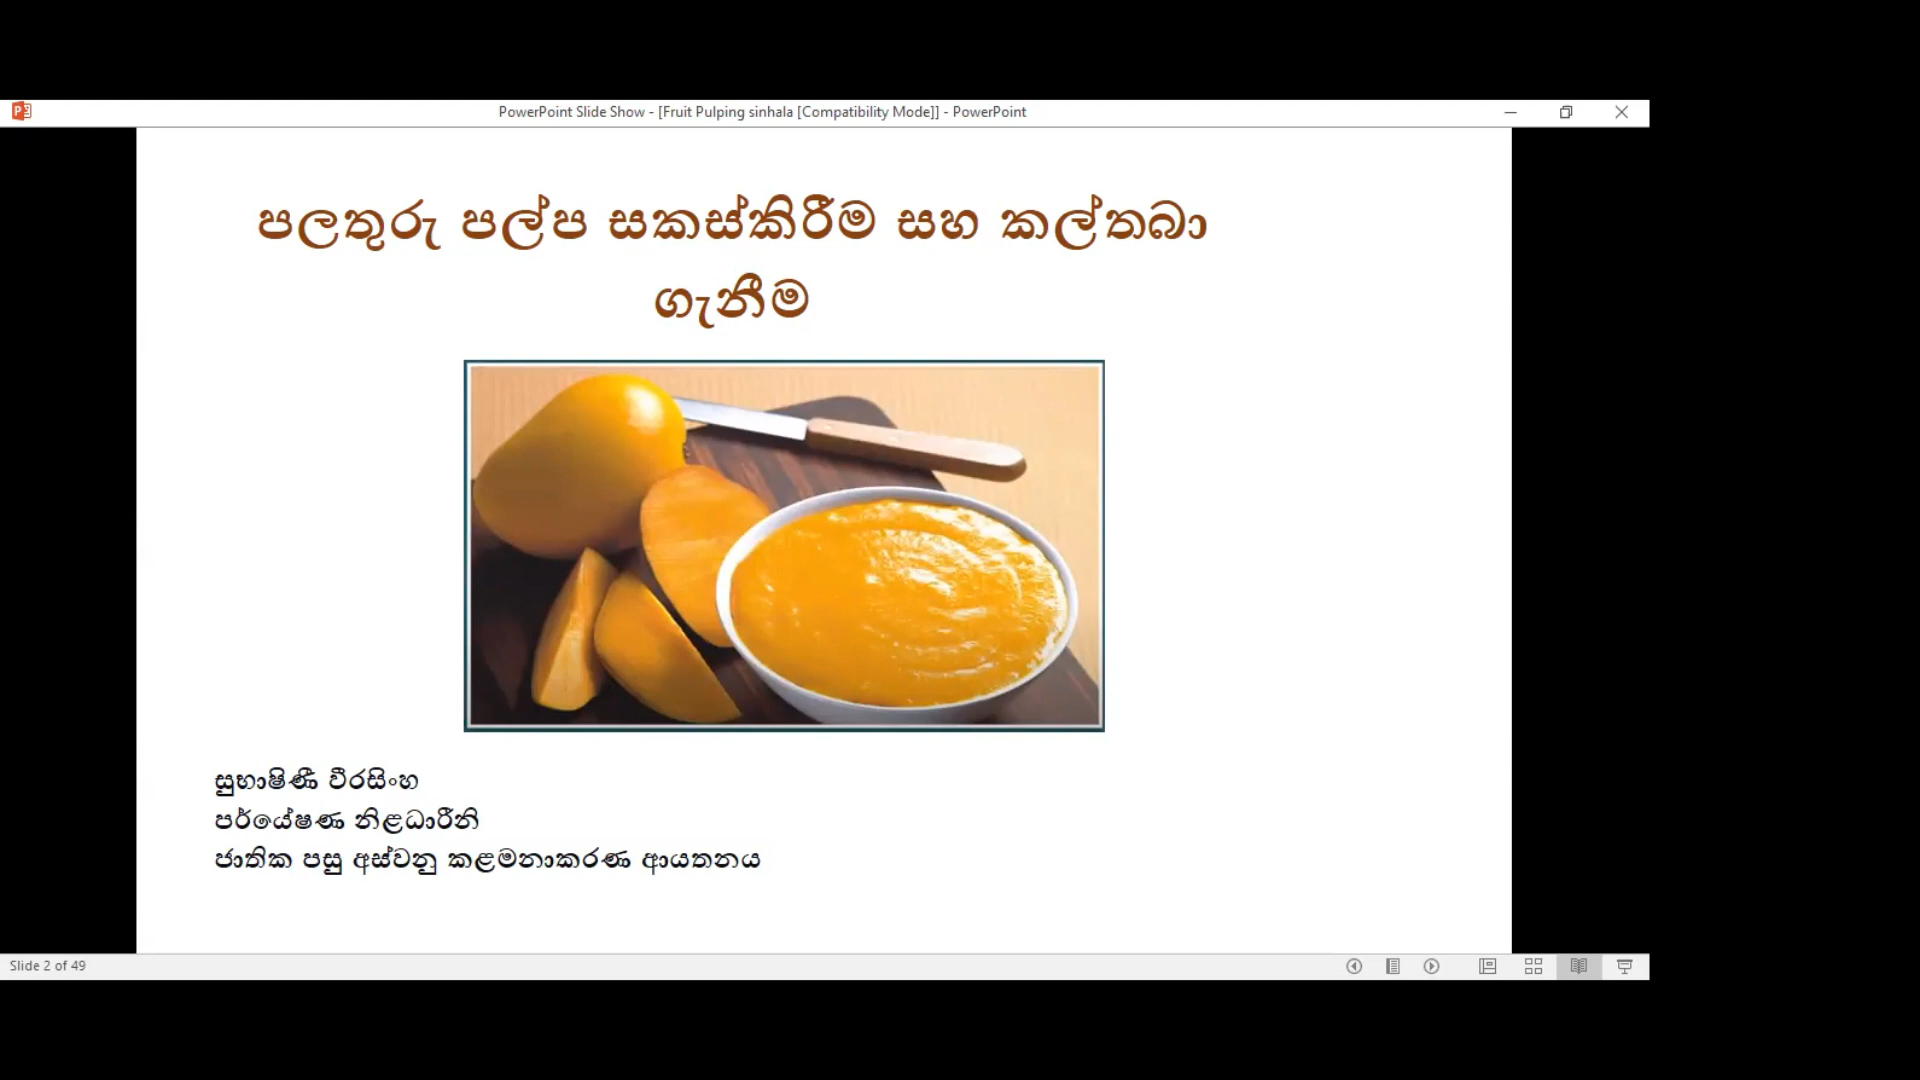 PowerPoint Slide Show - [Fruit Pulping sinhala [Compatibility Mode]] - PowerPoint
පලතුරු පල්ප සකස්කිරීම සහ කල්තබා
ගැනීම
සුභාෂිණී වීරසිංහ
පර්යේෂණ නිළධාරීනි
ජාතික පසු අස්වනු කළමනාකරණ ආයතනය
Slide 2 of 49